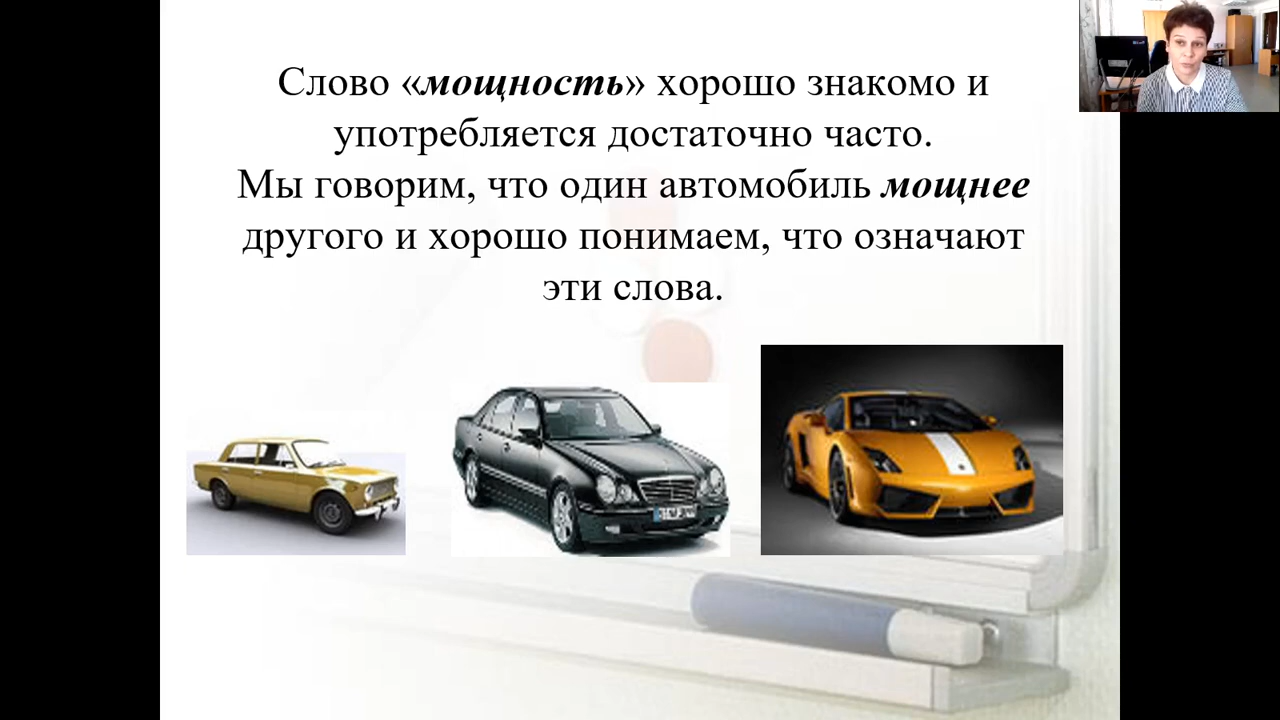 Слово «мощность» хорошо знакомо и
употребляется достаточно часто.
Мы говорим, что один автомобиль мощнее
другого и хорошо понимаем, что означают
эти слова.